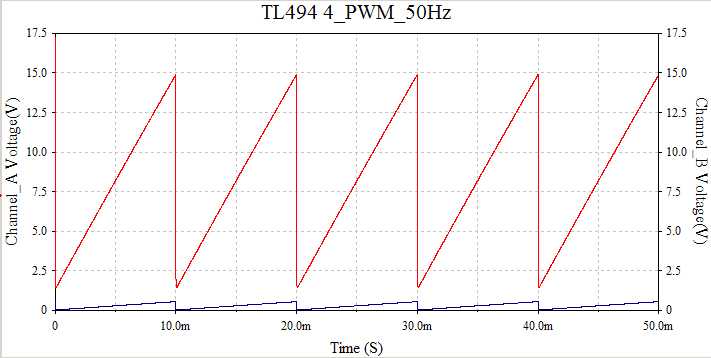 TL494 4_PWM_50Hz
17.5 17.5
15.0 15.0
12.5 12.5
10.0 10.0
7.5 7.5
5.0 5.0
2.5 2.5
0.0 0.0
Channel_A Voltage(V)
Channel_B Voltage(V)
0 10.0m 20.0m 30.0m 40.0m 50.0m
Time (S)